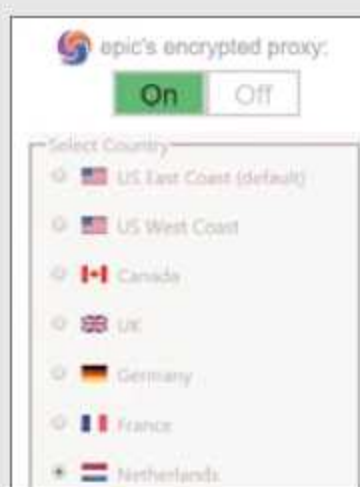 epic's encrypted proxy:
On Off
Select Country
US East Coast (default)
US West Coast
Canada
UK
Germany
France
Netherlands